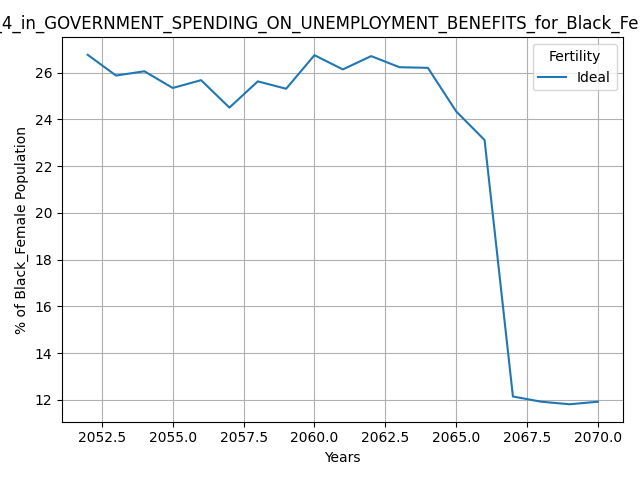 _4_in_GOVERNMENT_SPENDING_ON_UNEMPLOYMENT_BENEFITS_for_Black_Fe
Fertility
Ideal
26
24
22
20
18
16
14
12
% of Black_Female Population
2052.5 2055.0 2057.5 2060.0 2062.5 2065.0 2067.5 2070.0
Years